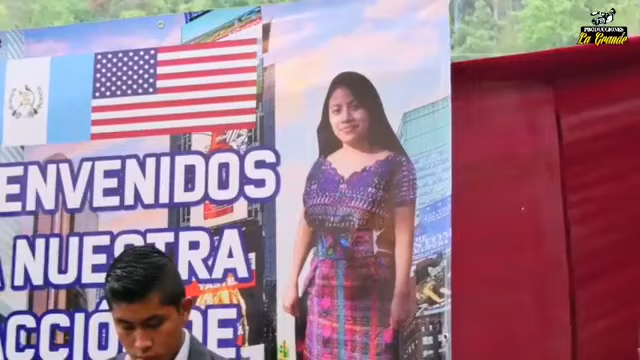 PRODUCCIONES
La Grande
ENVENIDOS
A NUESTRA
ACCIÓN DE